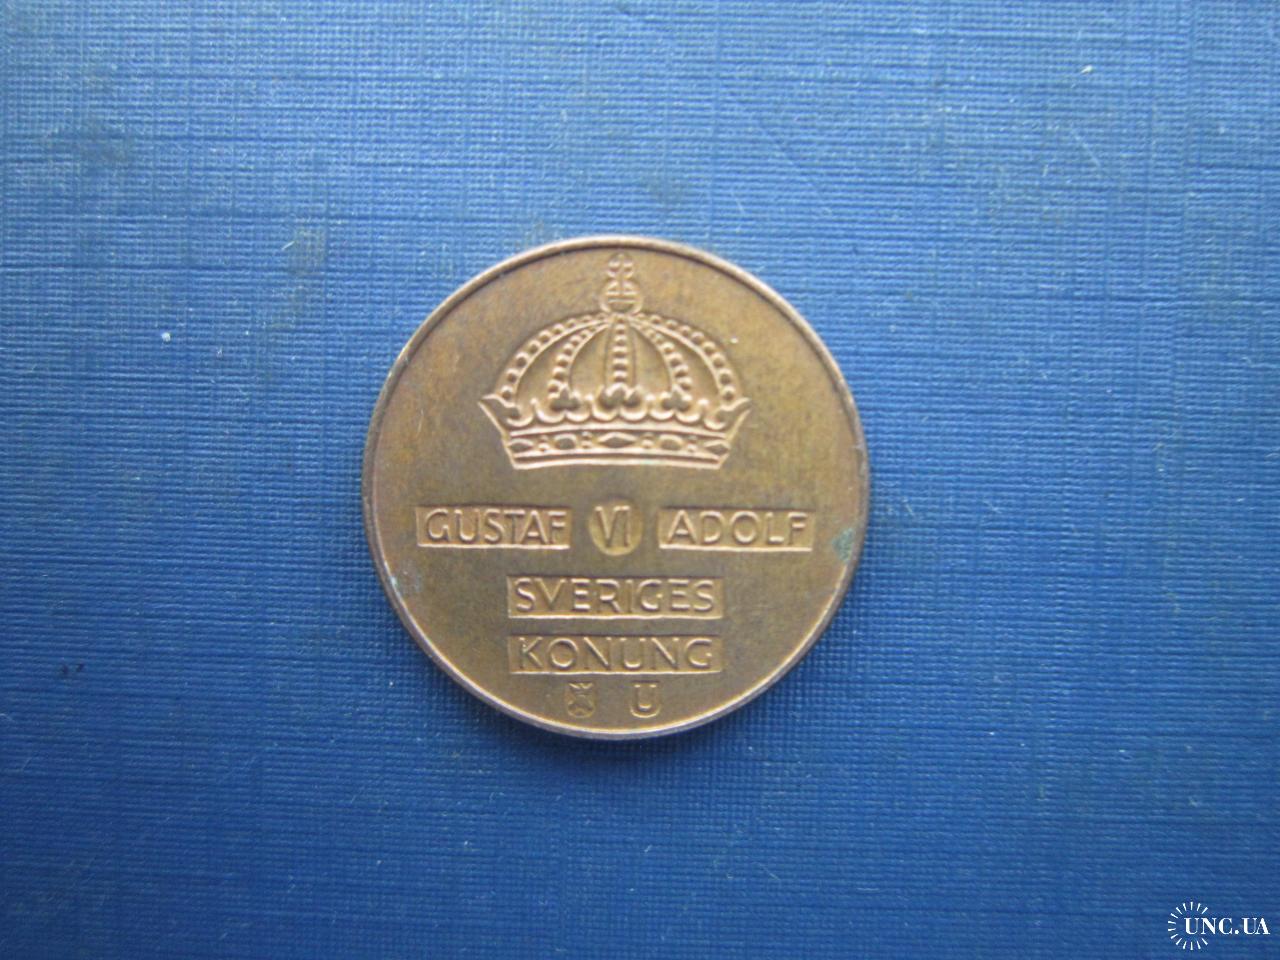 GUSTAF VI ADOLF
SVERIGES
KONUNG
U
UNC.UA